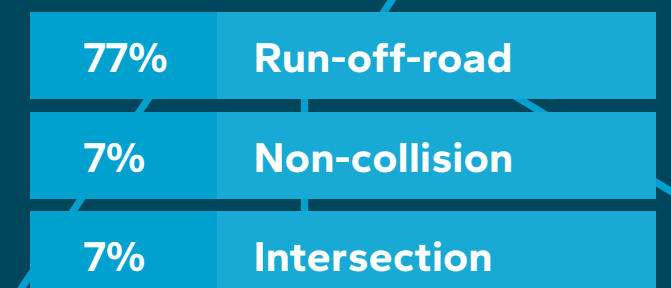 77% Run-off-road
7% Non-collision
7% Intersection